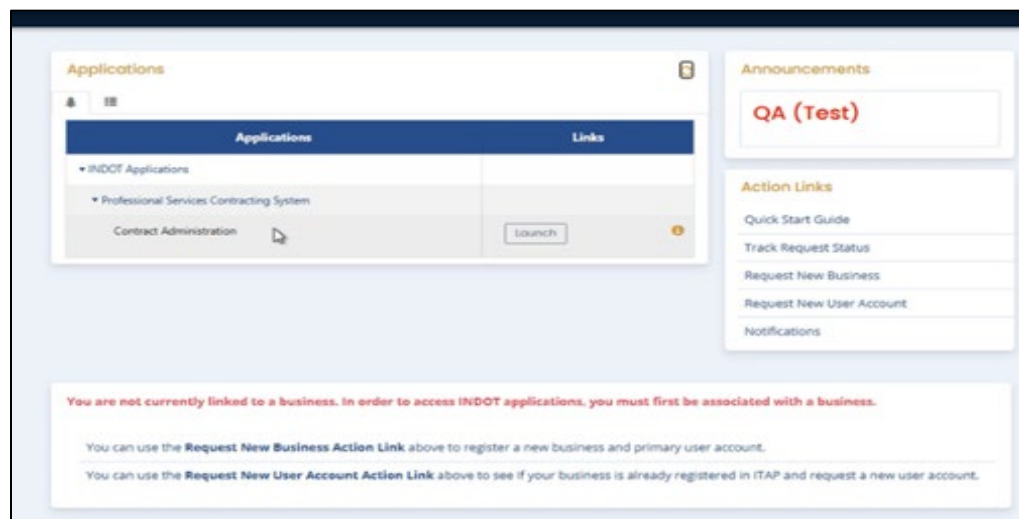 Applications
Applications Links
INDOT Applications
Professional Services Contracting System
Contract Administration Launch
Announcements
QA (Test)
Action Links
Quick Start Guide
Track Request Status
Request New Business
Request New User Account
Notifications
You are not currently linked to a business. In order to access INDOT applications, you must first be associated with a business.
You can use the Request New Business Action Link above to register a new business and primary user account.
You can use the Request New User Account Action Link above to see if your business is already registered in ITAP and request a new user account.